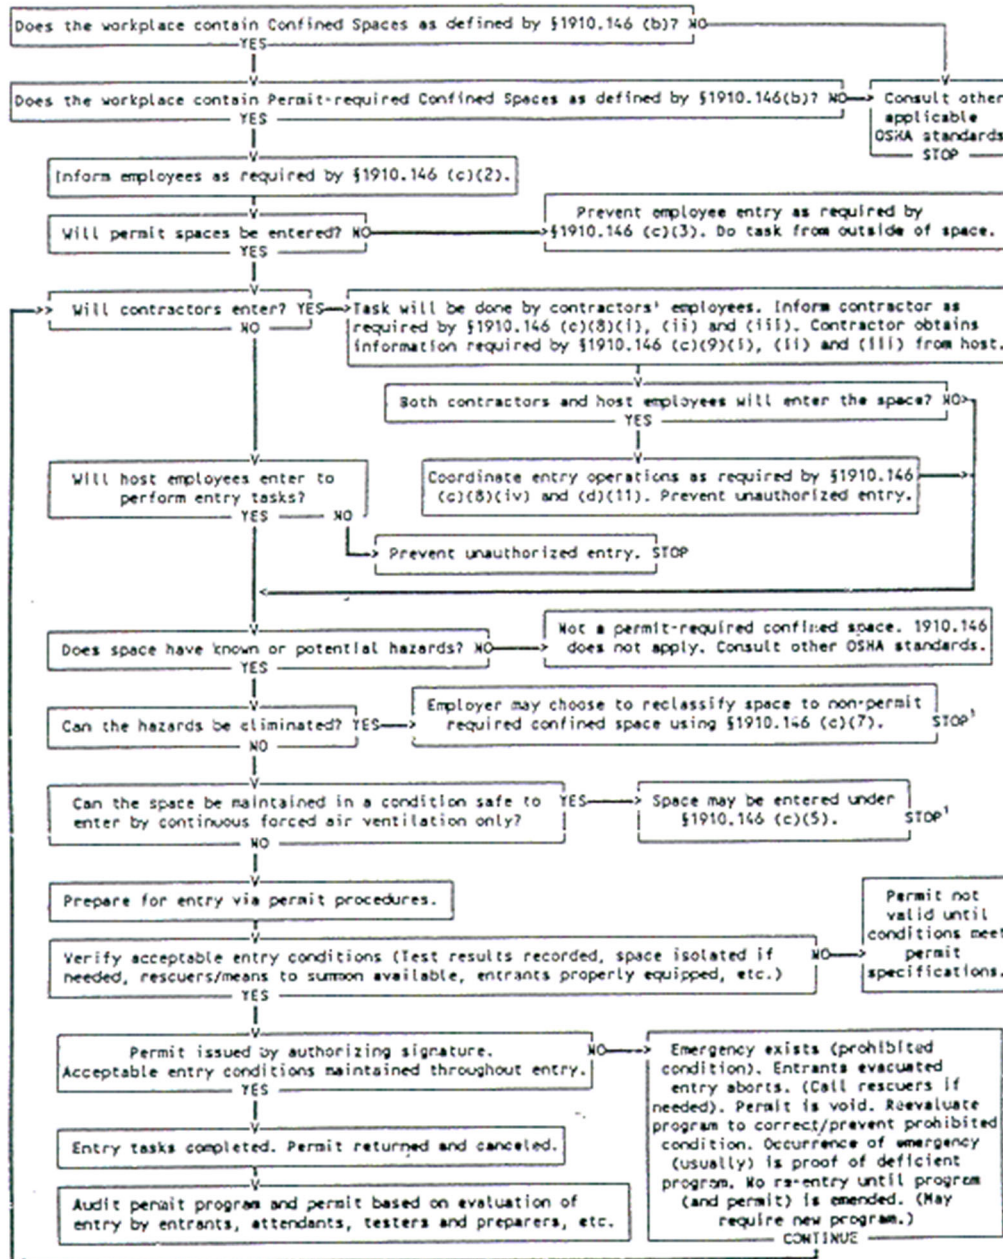 Does the workplace contain Confined Spaces as defined by §1910.146 (b)? NO
YES
Does the workplace contain Permit-required Confined Spaces as defined by §1910.146(b)? NO
YES
Consult other
applicable
OSHA standards
STOP
Inform employees as required by §1910.146 (c)(2).
Will permit spaces be entered? NO
YES
Prevent employee entry as required by
§1910.146 (c)(3). Do task from outside of space.
Will contractors enter? YES
NO
Task will be done by contractors' employees. Inform contractor as
required by §1910.146 (c)(8)(i), (ii) and (iii). Contractor obtains
information required by §1910.146 (c)(9)(i), (ii) and (iii) from host.
Both contractors and host employees will enter the space? NO
YES
Will host employees enter to
perform entry tasks?
YES NO
Coordinate entry operations as required by §1910.146
(c)(8)(iv) and (d)(11). Prevent unauthorized entry.
Prevent unauthorized entry. STOP
Does space have known or potential hazards? NO
YES
Not a permit-required confined space. 1910.146
does not apply. Consult other OSHA standards.
Can the hazards be eliminated? YES
NO
Employer may choose to reclassify space to non-permit
required confined space using §1910.146 (c)(7). STOP¹
Can the space be maintained in a condition safe to
enter by continuous forced air ventilation only?
YES
NO
Space may be entered under
§1910.146 (c)(5). STOP¹
Prepare for entry via permit procedures.
Verify acceptable entry conditions (Test results recorded, space isolated if
needed, rescuers/means to summon available, entrants properly equipped, etc.)
NO
YES
Permit not
valid until
conditions meet
permit
specifications.
Permit issued by authorizing signature.
Acceptable entry conditions maintained throughout entry.
NO
YES
Emergency exists (prohibited
condition). Entrants evacuated
entry aborts. (Call rescuers if
needed). Permit is void. Reevaluate
program to correct/prevent prohibited
condition. Occurrence of emergency
(usually) is proof of deficient
program. No re-entry until program
(and permit) is emended. (May
require new program.)
CONTINUE
Entry tasks completed. Permit returned and canceled.
Audit permit program and permit based on evaluation of
entry by entrants, attendants, testers and preparers, etc.